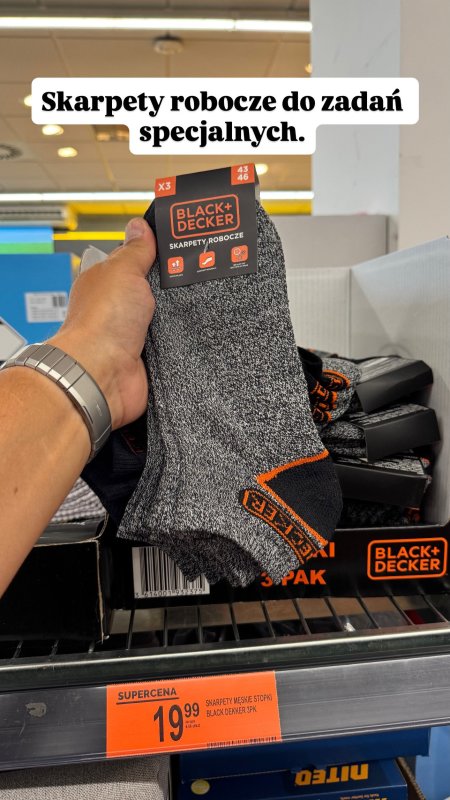 Skarpety robocze do zadań
specjalnych.
X3
43
46
BLACK+
DECKER
SKARPETY ROBOCZE
DECKER
3 PAK
BLACK+
DECKER
SUPERCENA
19 99
SKARPETY MĘSKIE STOPKI
BLACK DEKKER 3PK
NITEO